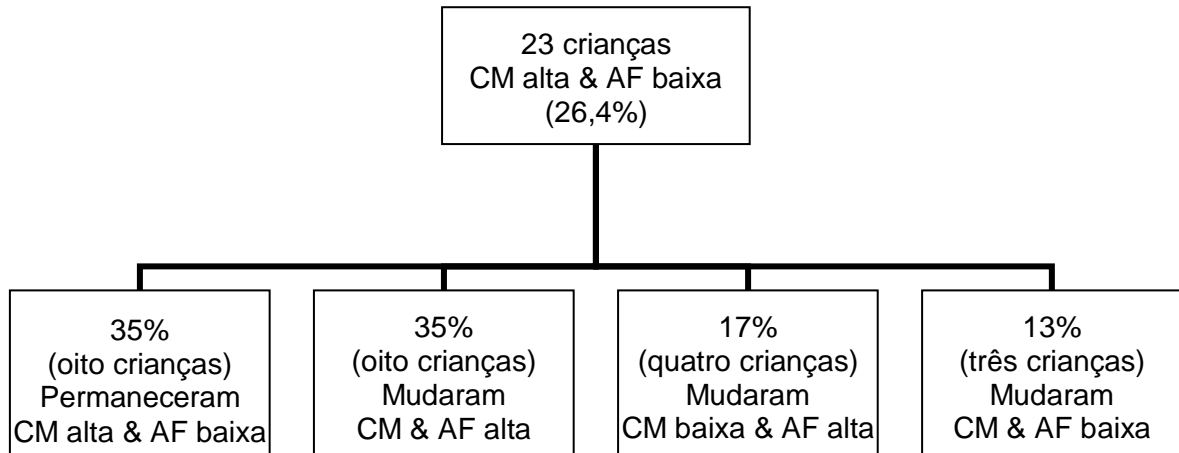 23 crianças
CM alta & AF baixa
(26,4%)
35%
(oito crianças)
Permaneceram
CM alta & AF baixa
35%
(oito crianças)
Mudaram
CM & AF alta
17%
(quatro crianças)
Mudaram
CM baixa & AF alta
13%
(três crianças)
Mudaram
CM & AF baixa